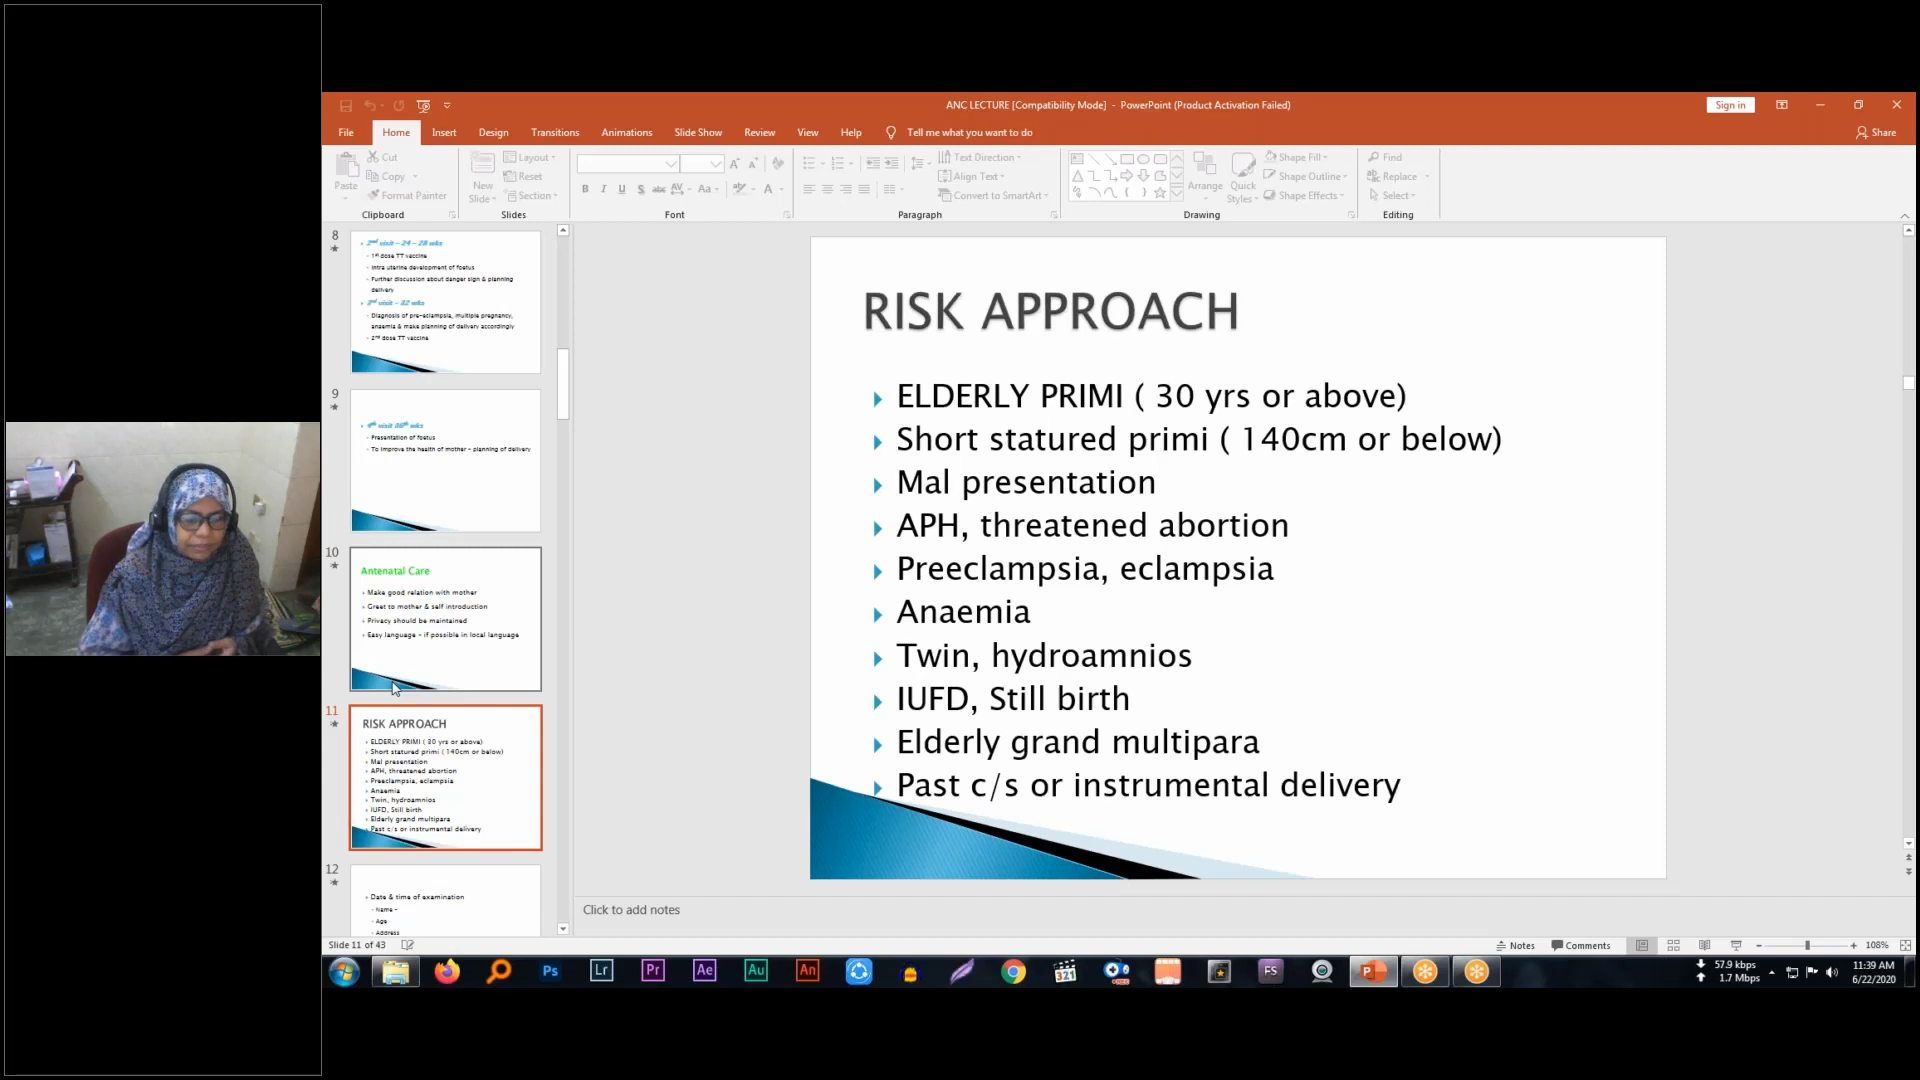 ANC LECTURE [Compatibility Mode] - PowerPoint (Product Activation Failed)
Sign in
File Home Insert Design Transitions Animations Slide Show Review View Help Tell me what you want to do
Share
Paste
Cut
Copy
Format Painter
Clipboard
New
Slide
Layout
Reset
Section
Slides
Font
Text Direction
Align Text
Convert to SmartArt
Paragraph
Arrange
Quick
Styles
Shape Fill
Shape Outline
Shape Effects
Drawing
Find
Replace
Select
Editing
8
2nd visit – 24 – 28 wks
1st dose TT vaccine
Intra uterine development of foetus
Further discussion about danger sign & planning
delivery
3rd visit – 32 wks
Diagnosis of pre-eclampsia, multiple pregnancy,
anaemia & make planning of delivery accordingly
2nd dose TT vaccine
9
Presentation of foetus
To improve the health of mother – planning of delivery
10
Antenatal Care
Make good relation with mother
Greet to mother & self introduction
Privacy should be maintained
Easy language – if possible in local language
11
RISK APPROACH
ELDERLY PRIMI ( 30 yrs or above)
Short statured primi ( 140cm or below)
Mal presentation
APH, threatened abortion
Preeclampsia, eclampsia
Anaemia
Twin, hydroamnios
IUFD, Still birth
Elderly grand multipara
Past c/s or instrumental delivery
12
Date & time of examination
Name -
Age
Address
RISK APPROACH
ELDERLY PRIMI ( 30 yrs or above)
Short statured primi ( 140cm or below)
Mal presentation
APH, threatened abortion
Preeclampsia, eclampsia
Anaemia
Twin, hydroamnios
IUFD, Still birth
Elderly grand multipara
Past c/s or instrumental delivery
Click to add notes
Slide 11 of 43
Notes Comments 108%
Ps Lr Pr Ae Au An 321 FS P
57.9 kbps
1.7 Mbps
11:39 AM
6/22/2020